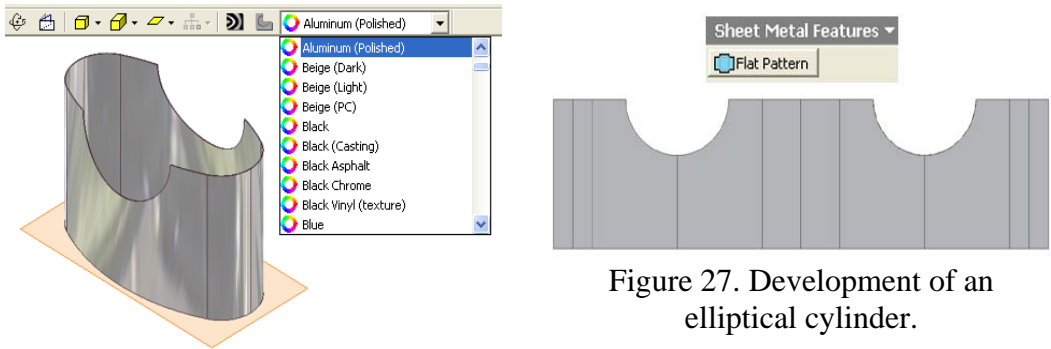 Aluminum (Polished)
Aluminum (Polished)
Beige (Dark)
Beige (Light)
Beige (PC)
Black
Black (Casting)
Black Asphalt
Black Chrome
Black Vinyl (texture)
Blue
Sheet Metal Features
Flat Pattern
Figure 27. Development of an
elliptical cylinder.